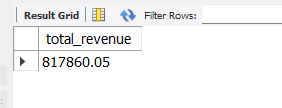 Result Grid Filter Rows:
total_revenue
817860.05